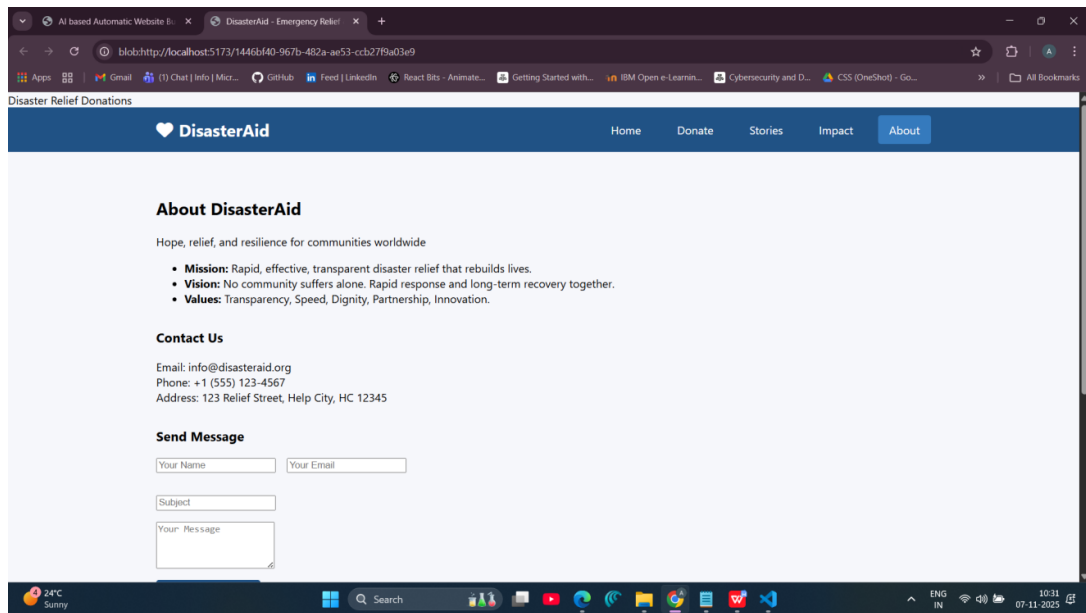 AI based Automatic Website Bu
DisasterAid - Emergency Relief
blob:http://localhost:5173/1446bf40-967b-482a-ae53-ccb27f9a03e9
A
Apps
Gmail
(1) Chat | Info | Micr...
GitHub
Feed | LinkedIn
React Bits - Animate...
Getting Started with...
IBM Open e-Learnin...
Cybersecurity and D...
CSS (OneShot) - Go...
»
All Bookmarks
Disaster Relief Donations
DisasterAid
Home
Donate
Stories
Impact
About
About DisasterAid
Hope, relief, and resilience for communities worldwide
• Mission: Rapid, effective, transparent disaster relief that rebuilds lives.
• Vision: No community suffers alone. Rapid response and long-term recovery together.
• Values: Transparency, Speed, Dignity, Partnership, Innovation.
Contact Us
Email: info@disasteraid.org
Phone: +1 (555) 123-4567
Address: 123 Relief Street, Help City, HC 12345
Send Message
Your Name
Your Email
Subject
Your Message
4
24°C
Sunny
Search
ENG
IN
10:31
07-11-2025